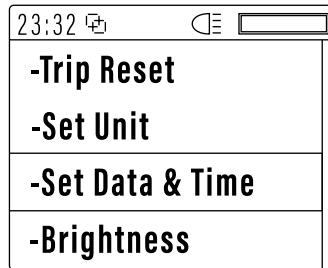 23:32
-Trip Reset
-Set Unit
-Set Data & Time
-Brightness